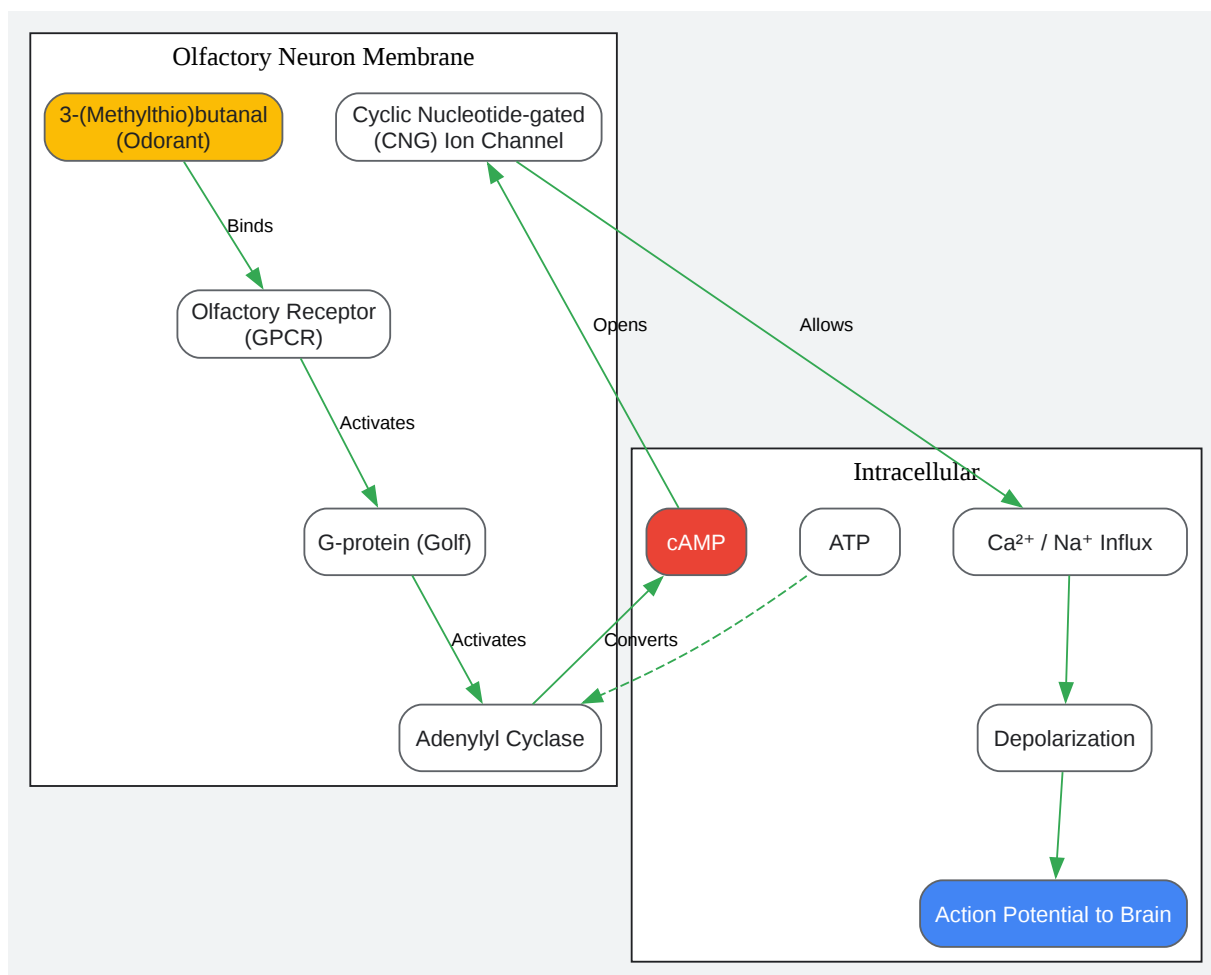 Olfactory Neuron Membrane
3-(Methylthio)butanal
(Odorant)
Cyclic Nucleotide-gated
(CNG) Ion Channel
Binds
Olfactory Receptor
(GPCR)
Opens
Allows
Activates
Intracellular
G-protein (Golf)
cAMP
ATP
Ca²⁺ / Na⁺ Influx
Activates
Converts
Adenylyl Cyclase
Depolarization
Action Potential to Brain